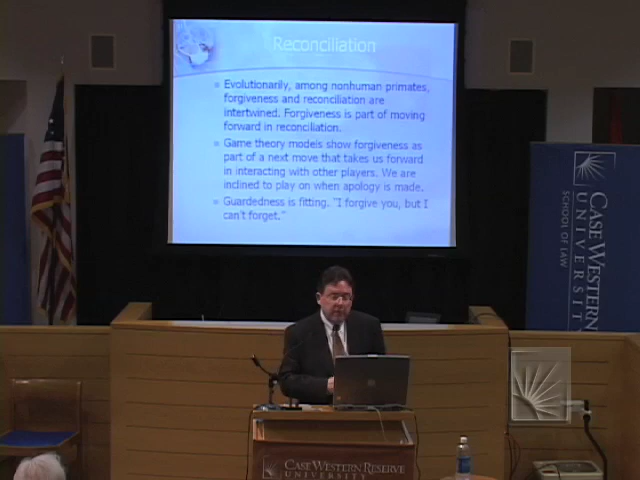 Reconciliation
Evolutionarily, among nonhuman primates,
forgiveness and reconciliation are
intertwined. Forgiveness is part of moving
forward in reconciliation.
Game theory models show forgiveness as
part of a next move that takes us forward
in interacting with other players. We are
inclined to play on when apology is made.
Guardedness is fitting. "I forgive you, but I
can't forget."
CASE WESTERN
UNIVERSITY
SCHOOL OF LAW
CASE WESTERN RESERVE
UNIVERSITY